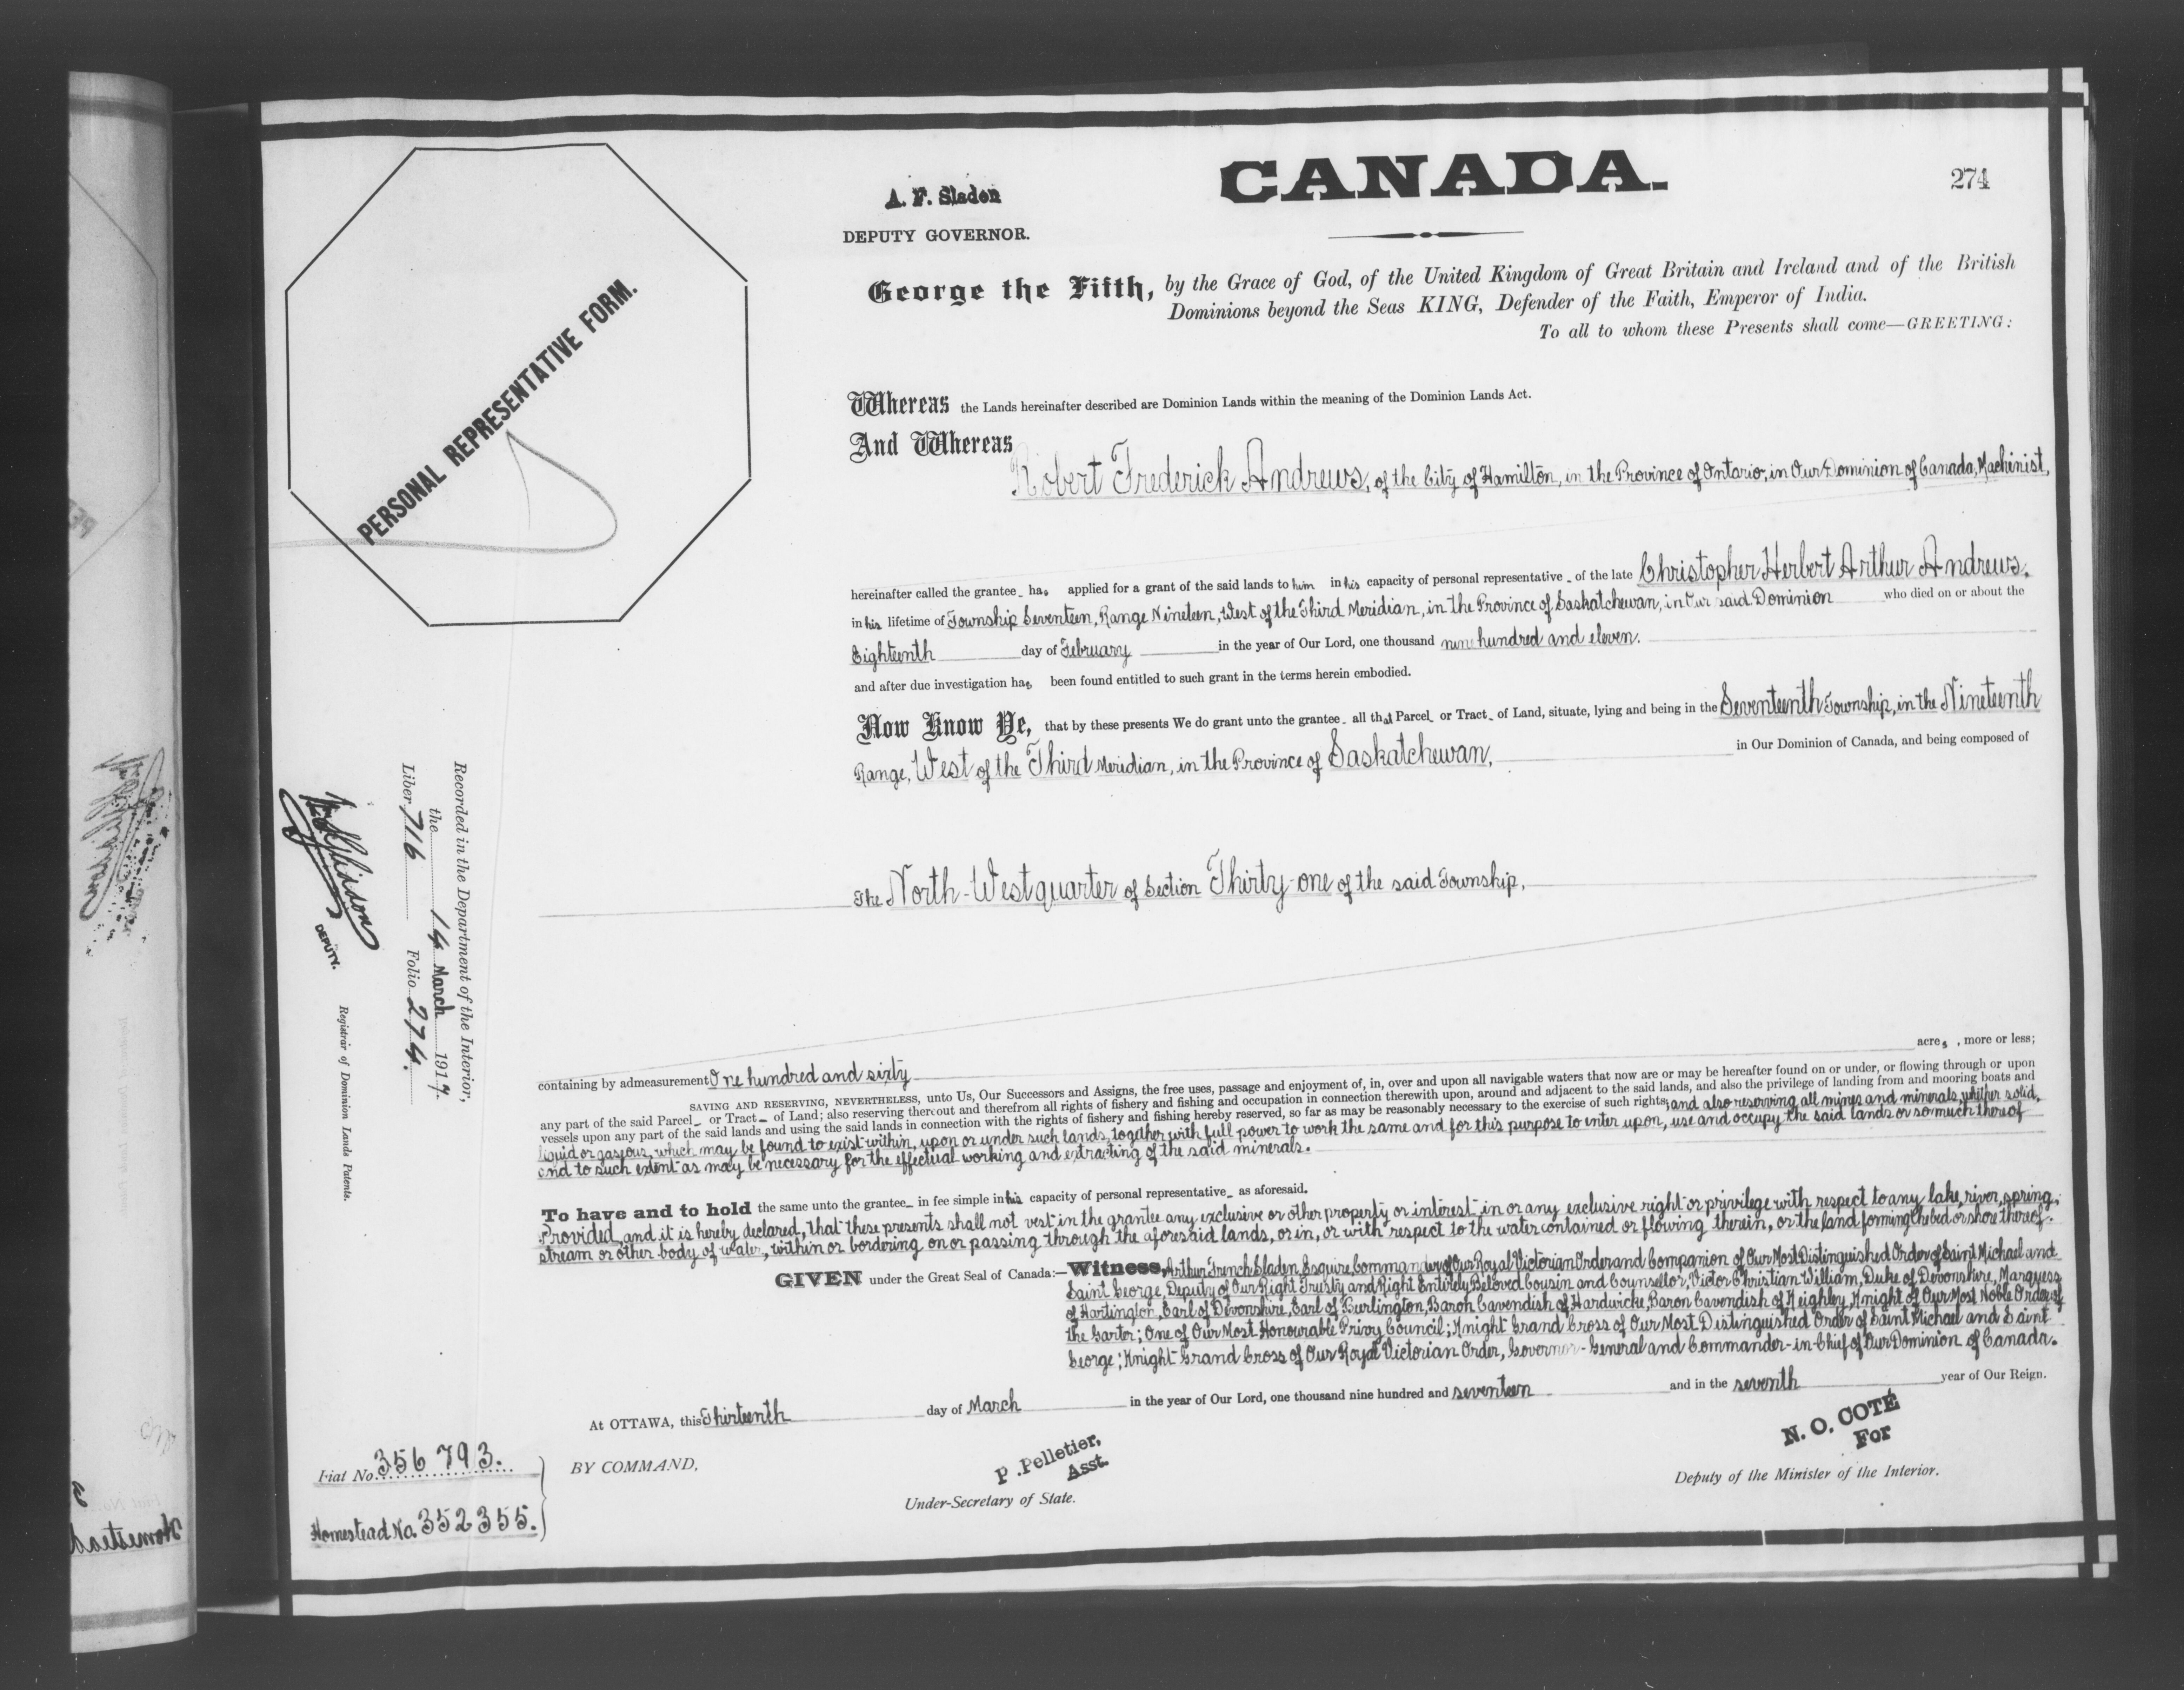 CANADA.
274
A. F. Sladen
DEPUTY GOVERNOR.
George the Fifth, by the Grace of God, of the United Kingdom of Great Britain and Ireland and of the British
Dominions beyond the Seas KING, Defender of the Faith, Emperor of India.
To all to whom these Presents shall come—GREETING:
PERSONAL REPRESENTATIVE FORM.
Whereas the Lands hereinafter described are Dominion Lands within the meaning of the Dominion Lands Act.
And Whereas
Robert Frederick Andrews, of the City of Hamilton, in the Province of Ontario, in Our Dominion of Canada, Machinist,
hereinafter called the grantee_ has applied for a grant of the said lands to him in his capacity of personal representative_ of the late Christopher Herbert Arthur Andrews.
in his lifetime of Township Seventeen, Range Nineteen, West of the Third Meridian, in the Province of Saskatchewan, in Our said Dominion who died on or about the
Eighteenth day of February in the year of Our Lord, one thousand nine hundred and eleven.
and after due investigation has been found entitled to such grant in the terms herein embodied.
Now Know Ye, that by these presents We do grant unto the grantee_ all that Parcel_ or Tract_ of Land, situate, lying and being in the Seventeenth Township, in the Nineteenth
Range, West of the Third Meridian, in the Province of Saskatchewan, in Our Dominion of Canada, and being composed of
The North-West quarter of Section Thirty-one of the said Township,
containing by admeasurement One hundred and sixty acres, more or less;
SAVING AND RESERVING, NEVERTHELESS, unto Us, Our Successors and Assigns, the free uses, passage and enjoyment of, in, over and upon all navigable waters that now are or may be hereafter found on or under, or flowing through or upon
any part of the said Parcel_ or Tract_ of Land; also reserving thereout and therefrom all rights of fishery and fishing and occupation in connection therewith upon, around and adjacent to the said lands, and also the privilege of landing from and mooring boats and
vessels upon any part of the said lands and using the said lands in connection with the rights of fishery and fishing hereby reserved, so far as may be reasonably necessary to the exercise of such rights; and also reserving all mines and minerals, whether solid,
liquid or gaseous, which may be found to exist within, upon or under such lands, together with full power to work the same and for this purpose to enter upon, use and occupy the said lands or so much thereof
and to such extent as may be necessary for the effectual working and extracting of the said minerals.
To have and to hold the same unto the grantee_ in fee simple in his capacity of personal representative_ as aforesaid.
Provided, and it is hereby declared, that these presents shall not vest in the grantee any exclusive or other property or interest in or any exclusive right or privilege with respect to any lake, river, spring,
stream or other body of water, within or bordering on or passing through the aforesaid lands, or in, or with respect to the water contained or flowing therein, or the land forming the bed or shore thereof.
GIVEN under the Great Seal of Canada:—Witness, Arthur French Sladen, Esquire, Commander of Our Royal Victorian Order and Companion of Our Most Distinguished Order of Saint Michael and
Saint George, Deputy of Our Right Trusty and Right Entirely Beloved Cousin and Counsellor, Victor Christian William, Duke of Devonshire, Marquess
of Hartington, Earl of Devonshire, Earl of Burlington, Baron Cavendish of Hardwicke, Baron Cavendish of Keighley, Knight of Our Most Noble Order of
the Garter; One of Our Most Honourable Privy Council; Knight Grand Cross of Our Most Distinguished Order of Saint Michael and Saint
George; Knight Grand Cross of Our Royal Victorian Order, Governor-General and Commander-in-Chief of Our Dominion of Canada.
At OTTAWA, this Thirteenth day of March in the year of Our Lord, one thousand nine hundred and seventeen and in the seventh year of Our Reign.
BY COMMAND,
P. Pelletier,
Asst.
Under-Secretary of State.
N. O. COTÉ
For
Deputy of the Minister of the Interior.
Fiat No. 356793.
Homestead No. 352355.
Recorded in the Department of the Interior,
the 14 March 1917.
Liber 716 Folio 274.
DEPUTY.
Registrar of Dominion Lands Patents.
Homestead